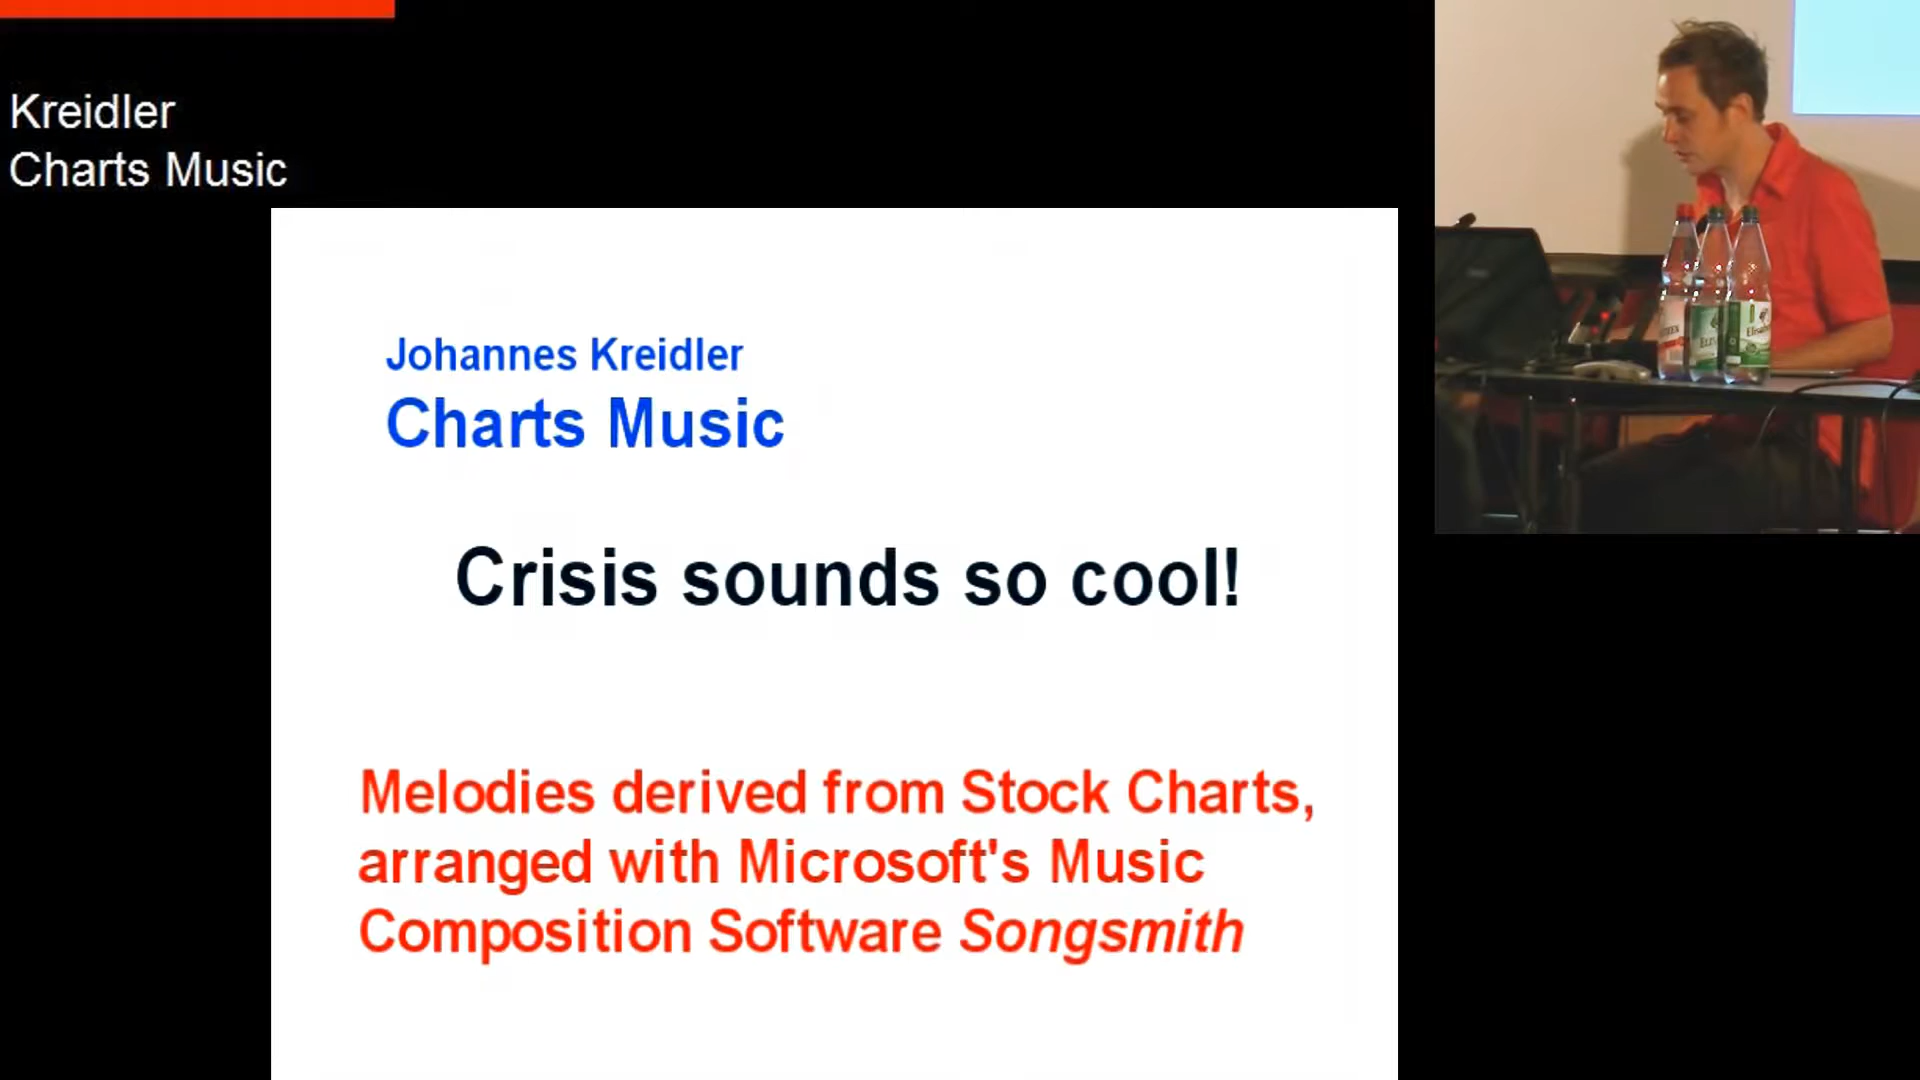 Kreidler
Charts Music
Johannes Kreidler
Charts Music
Crisis sounds so cool!
Melodies derived from Stock Charts,
arranged with Microsoft's Music
Composition Software Songsmith